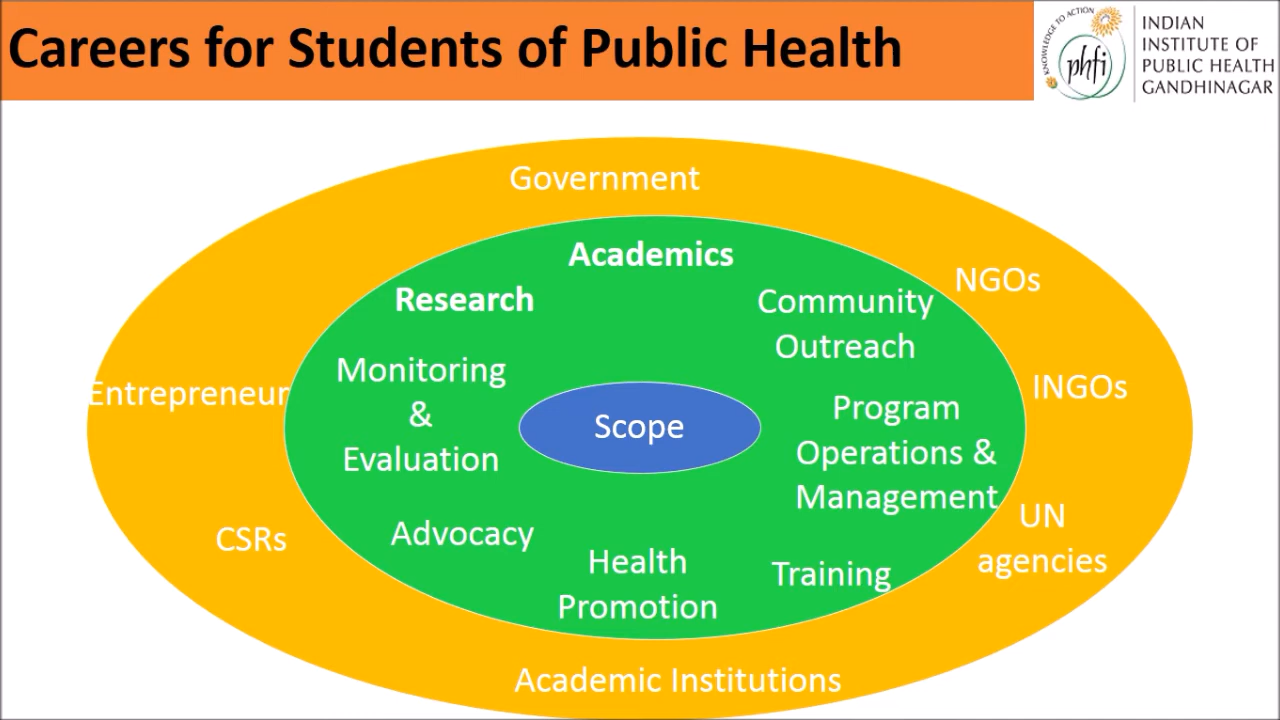 Careers for Students of Public Health
KNOWLEDGE TO ACTION
phfi
INDIAN
INSTITUTE OF
PUBLIC HEALTH
GANDHINAGAR
Government
Academics
Research
Community
Outreach
NGOs
Monitoring
&
Evaluation
Entrepreneur
Scope
Program
Operations &
Management
INGOs
CSRs
Advocacy
Health
Promotion
Training
UN
agencies
Academic Institutions